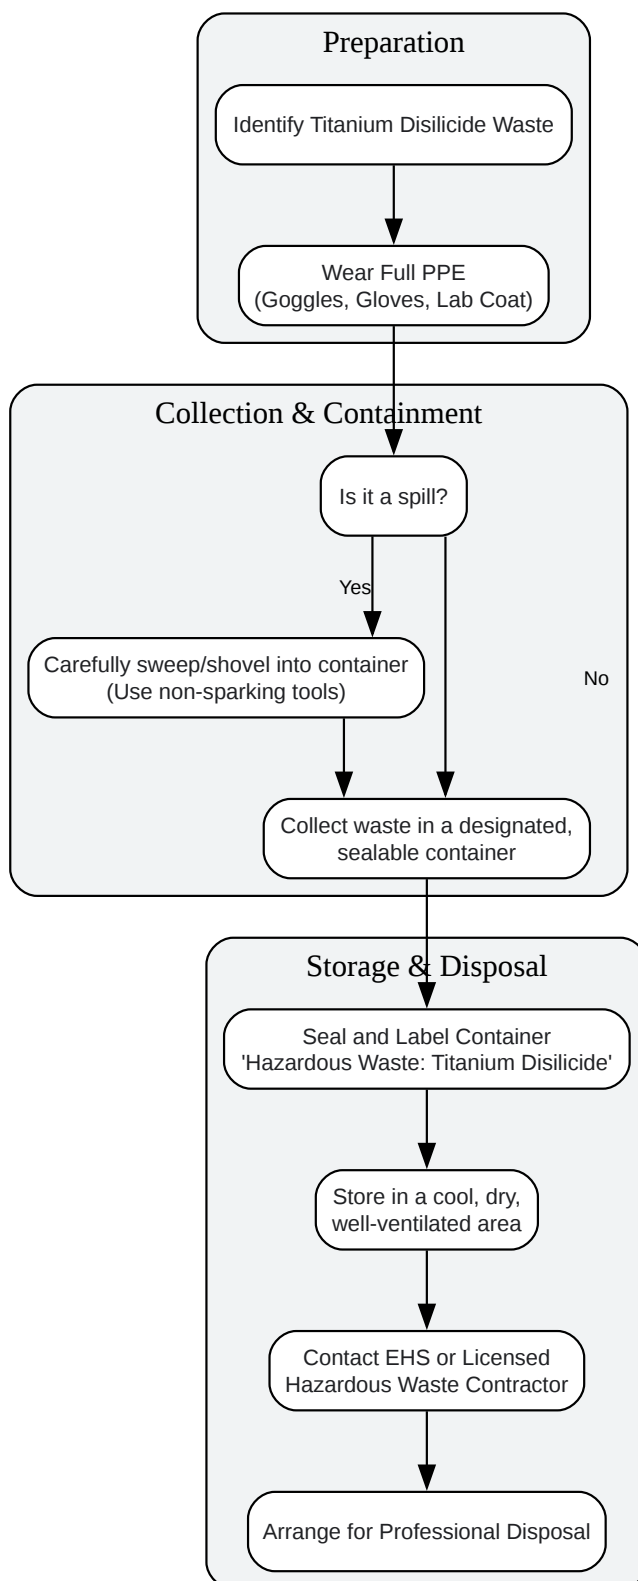 Preparation
Identify Titanium Disilicide Waste
Wear Full PPE
(Goggles, Gloves, Lab Coat)
Collection & Containment
Is it a spill?
Yes
Carefully sweep/shovel into container
(Use non-sparking tools)
No
Collect waste in a designated,
sealable container
Storage & Disposal
Seal and Label Container
'Hazardous Waste: Titanium Disilicide'
Store in a cool, dry,
well-ventilated area
Contact EHS or Licensed
Hazardous Waste Contractor
Arrange for Professional Disposal